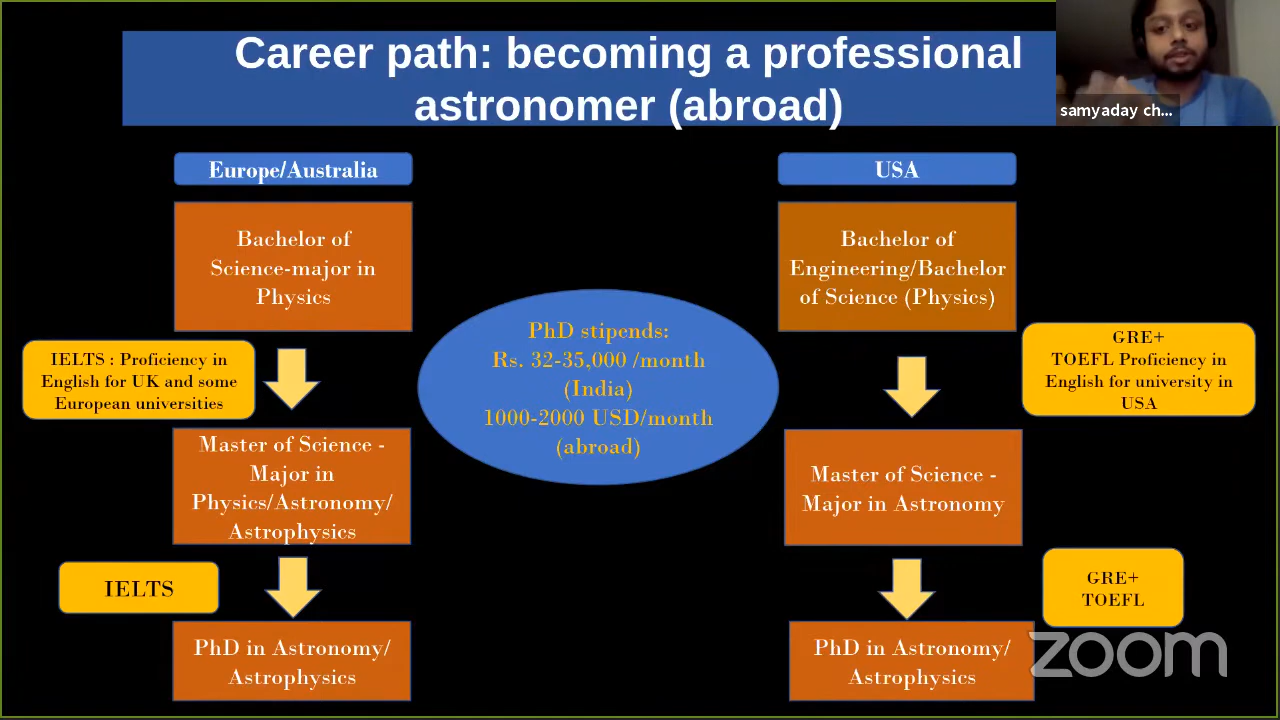 Career path: becoming a professional
astronomer (abroad)
samyaday ch...
Europe/Australia
Bachelor of
Science-major in
Physics
IELTS : Proficiency in
English for UK and some
European universities
Master of Science -
Major in
Physics/Astronomy/
Astrophysics
IELTS
PhD in Astronomy/
Astrophysics
PhD stipends:
Rs. 32-35,000 /month
(India)
1000-2000 USD/month
(abroad)
USA
Bachelor of
Engineering/Bachelor
of Science (Physics)
GRE+
TOEFL Proficiency in
English for university in
USA
Master of Science -
Major in Astronomy
GRE+
TOEFL
PhD in Astronomy/
Astrophysics
zoom